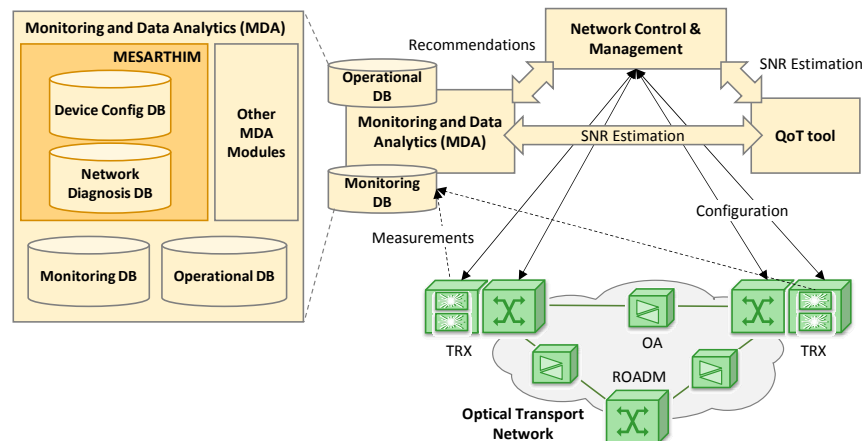 Monitoring and Data Analytics (MDA)
MESARTHIM
Device Config DB
Network
Diagnosis DB
Other
MDA
Modules
Monitoring DB
Operational DB
Operational
DB
Monitoring and Data
Analytics (MDA)
Monitoring
DB
Recommendations
Network Control &
Management
SNR Estimation
SNR Estimation
QoT tool
Measurements
Configuration
TRX
OA
TRX
ROADM
Optical Transport
Network